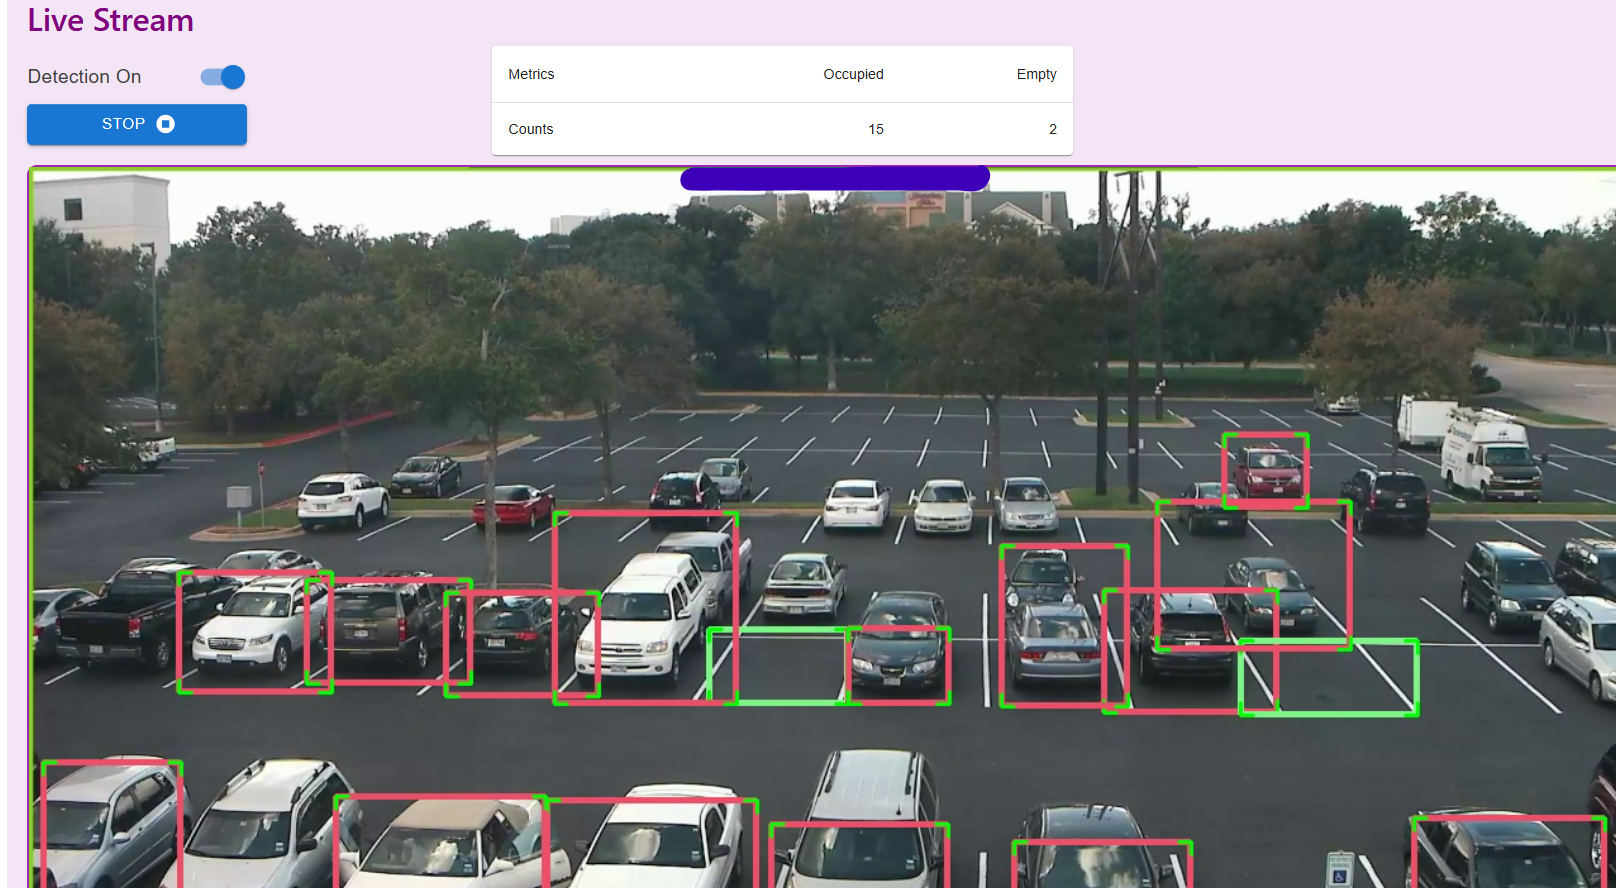 Live Stream
Detection On
STOP
Metrics Occupied Empty
Counts 15 2